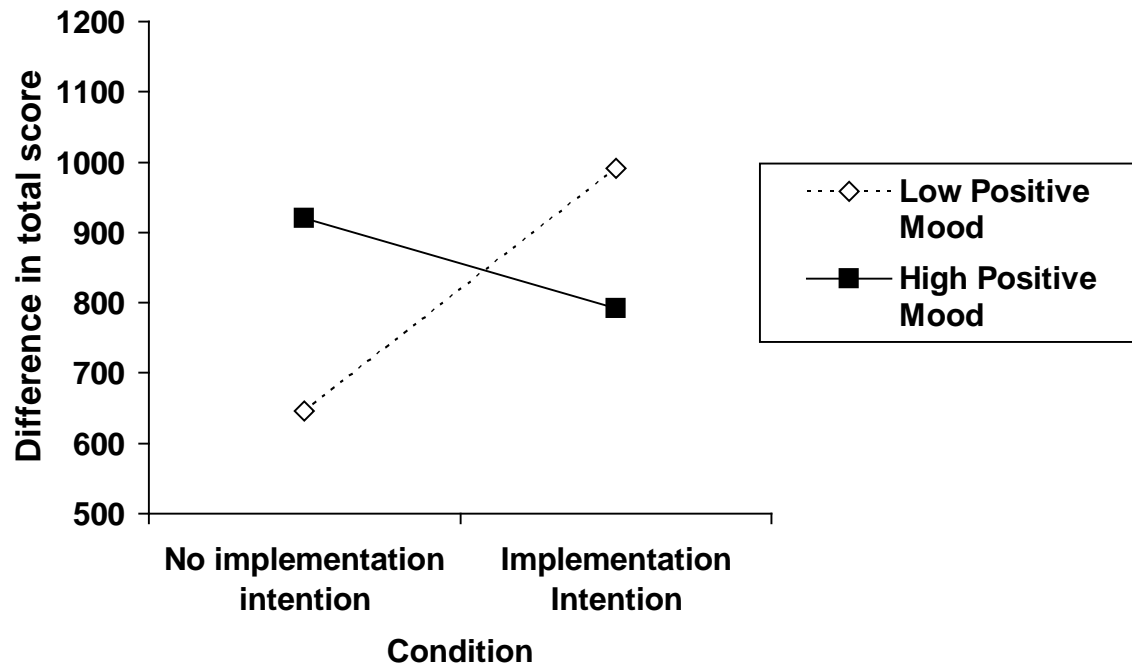 1200
1100
1000
900
800
700
600
500
Difference in total score
No implementation
intention
Implementation
Intention
Condition
Low Positive
Mood
High Positive
Mood